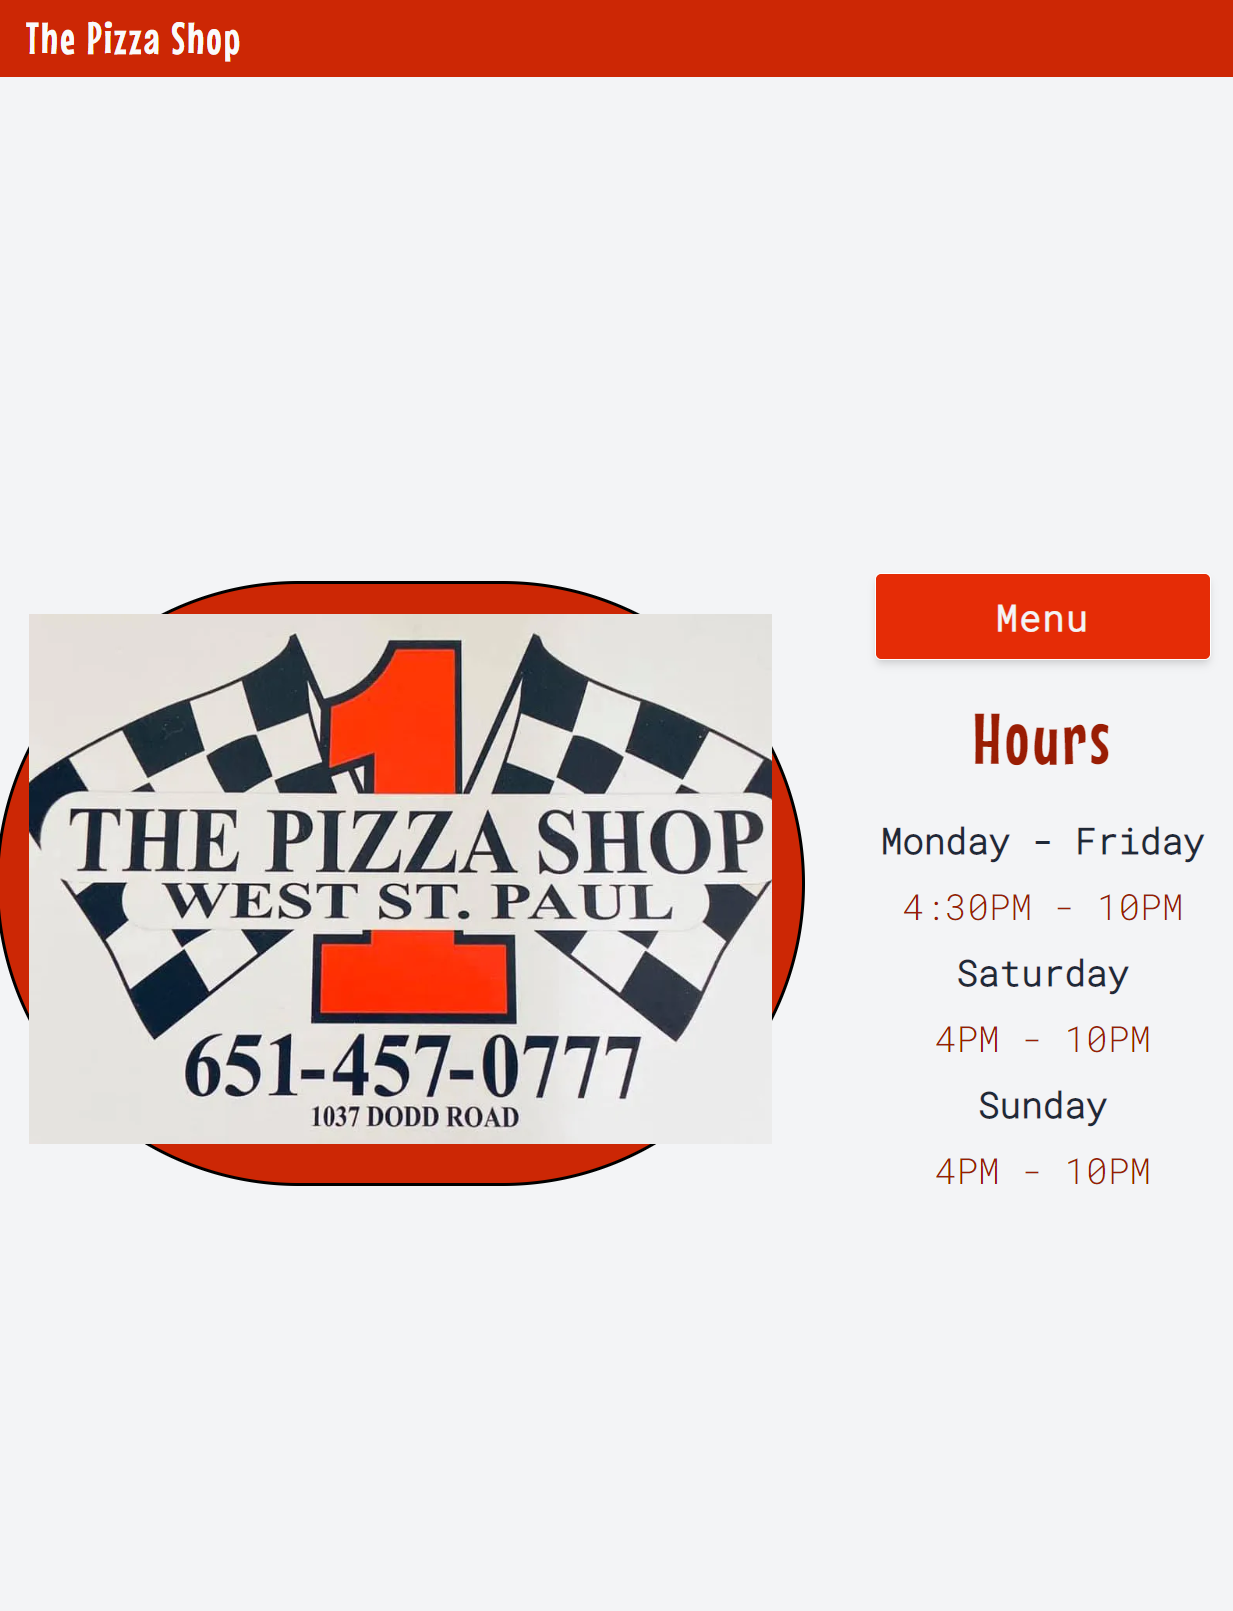 The Pizza Shop
1
THE PIZZA SHOP
WEST ST. PAUL
651-457-0777
1037 DODD ROAD
Menu
Hours
Monday - Friday
4:30PM - 10PM
Saturday
4PM - 10PM
Sunday
4PM - 10PM